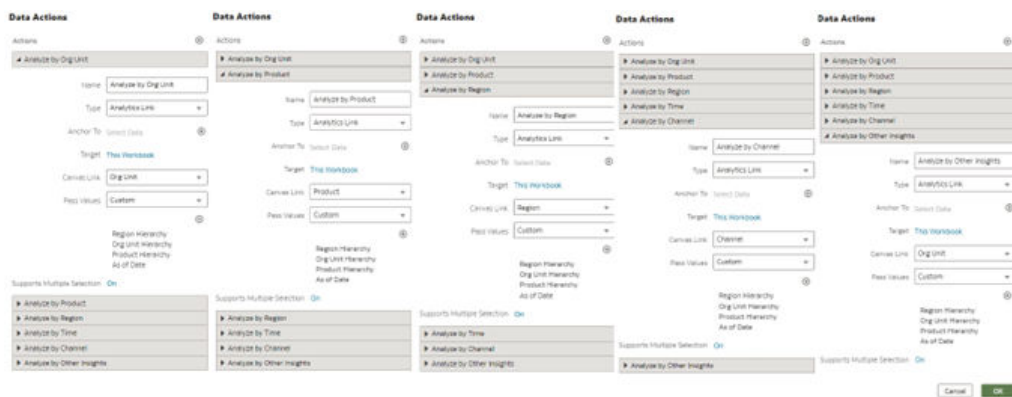 Data Actions
Actions
Analyze by Org Unit
Name Analyze by Org Unit
Type Analytics Link
Anchor To Select Data
Target This Workbook
Canvas Link Org Unit
Pass Values Custom
Region Hierarchy
Org Unit Hierarchy
Product Hierarchy
As of Date
Supports Multiple Selection On
Analyze by Product
Analyze by Region
Analyze by Time
Analyze by Channel
Analyze by Other Insights
Data Actions
Actions
Analyze by Org Unit
Analyze by Product
Name Analyze by Product
Type Analytics Link
Anchor To Select Data
Target This Workbook
Canvas Link Product
Pass Values Custom
Region Hierarchy
Org Unit Hierarchy
Product Hierarchy
As of Date
Supports Multiple Selection On
Analyze by Region
Analyze by Time
Analyze by Channel
Analyze by Other Insights
Data Actions
Actions
Analyze by Org Unit
Analyze by Product
Analyze by Region
Name Analyze by Region
Type Analytics Link
Anchor To Select Data
Target This Workbook
Canvas Link Region
Pass Values Custom
Region Hierarchy
Org Unit Hierarchy
Product Hierarchy
As of Date
Supports Multiple Selection On
Analyze by Time
Analyze by Channel
Analyze by Other Insights
Data Actions
Actions
Analyze by Org Unit
Analyze by Product
Analyze by Region
Analyze by Time
Analyze by Channel
Name Analyze by Channel
Type Analytics Link
Anchor To Select Data
Target This Workbook
Canvas Link Channel
Pass Values Custom
Region Hierarchy
Org Unit Hierarchy
Product Hierarchy
As of Date
Supports Multiple Selection On
Analyze by Other Insights
Data Actions
Actions
Analyze by Org Unit
Analyze by Product
Analyze by Region
Analyze by Time
Analyze by Channel
Analyze by Other Insights
Name Analyze by Other Insights
Type Analytics Link
Anchor To Select Data
Target This Workbook
Canvas Link Org Unit
Pass Values Custom
Region Hierarchy
Org Unit Hierarchy
Product Hierarchy
As of Date
Supports Multiple Selection On
Cancel OK